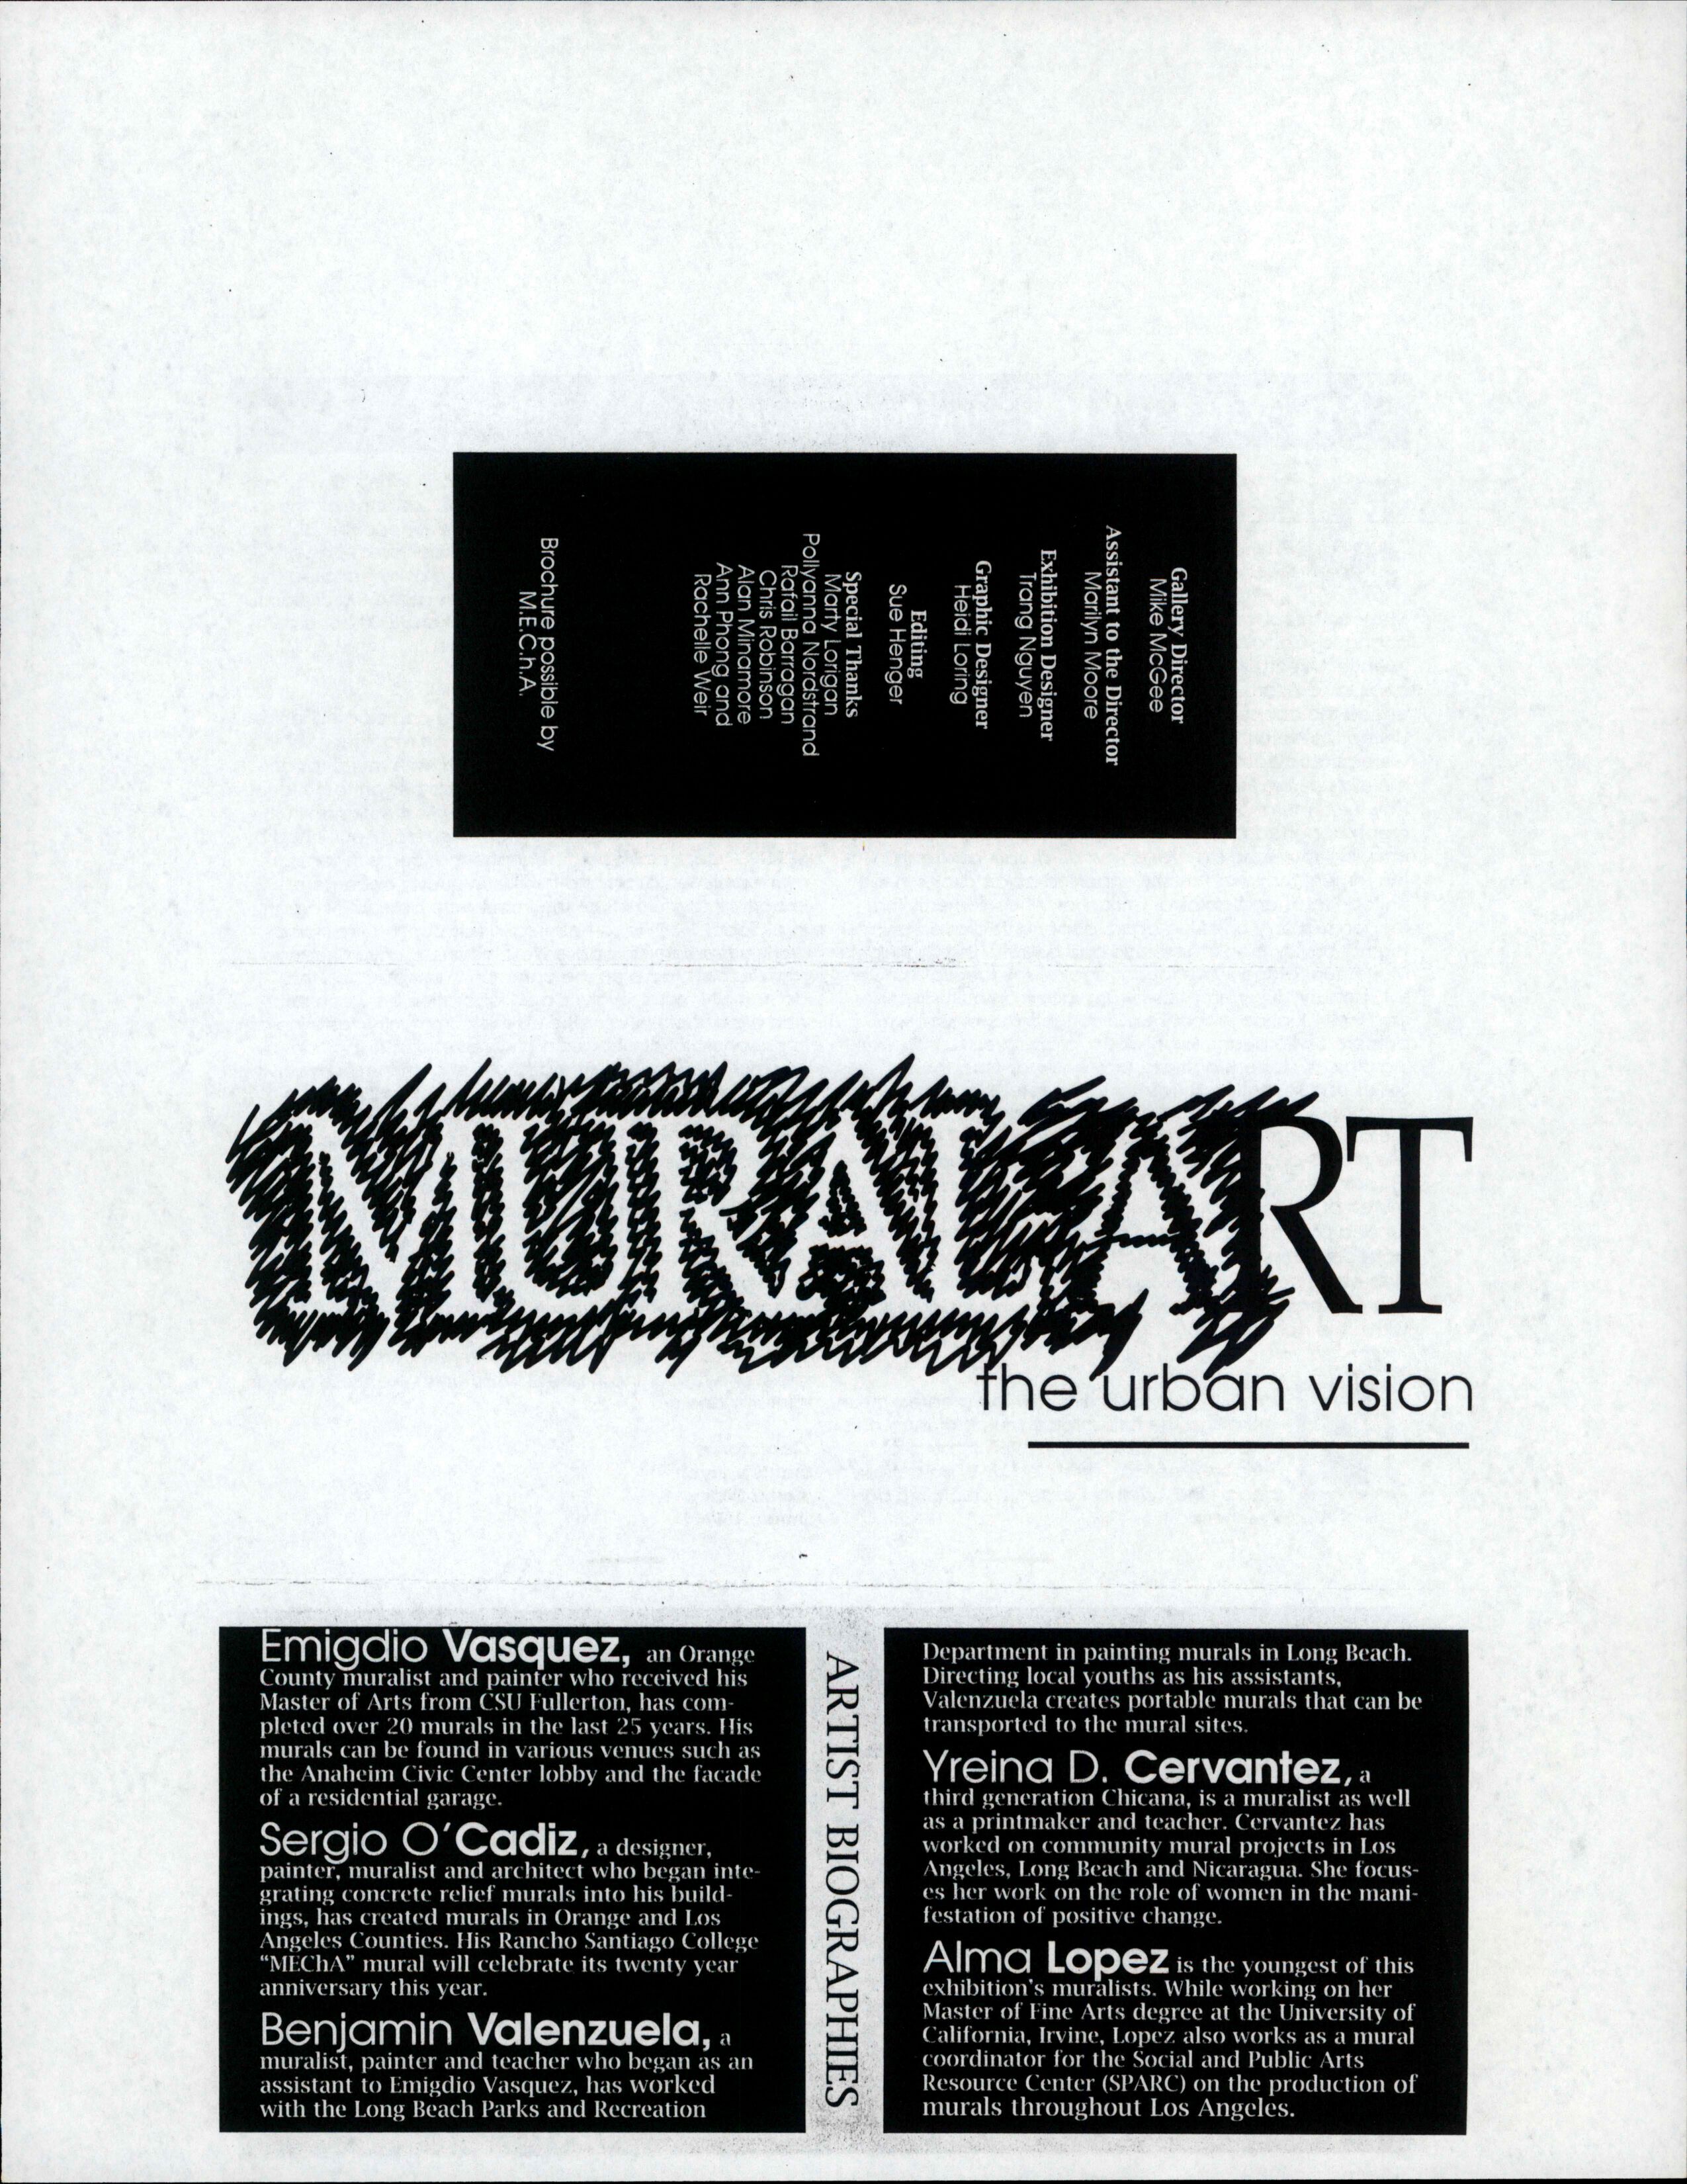 Gallery Director
Mike McGee
Assistant to the Director
Marilyn Moore
Exhibition Designer
Trang Nguyen
Graphic Designer
Heidi Loring
Editing
Sue Henger
Special Thanks
Marty Lorigan
Pollyanna Nordstrand
Rafail Barragan
Chris Robinson
Alan Minamore
Ann Phong and
Rachelle Weir
Brochure possible by
M.E.C.h.A.
MURAL ART
the urban vision
Emigdio Vasquez, an Orange
County muralist and painter who received his
Master of Arts from CSU Fullerton, has com-
pleted over 20 murals in the last 25 years. His
murals can be found in various venues such as
the Anaheim Civic Center lobby and the facade
of a residential garage.
Sergio O'Cadiz, a designer,
painter, muralist and architect who began inte-
grating concrete relief murals into his build-
ings, has created murals in Orange and Los
Angeles Counties. His Rancho Santiago College
“MEChA” mural will celebrate its twenty year
anniversary this year.
Benjamin Valenzuela, a
muralist, painter and teacher who began as an
assistant to Emigdio Vasquez, has worked
with the Long Beach Parks and Recreation
ARTIST BIOGRAPHIES
Department in painting murals in Long Beach.
Directing local youths as his assistants,
Valenzuela creates portable murals that can be
transported to the mural sites.
Yreina D. Cervantez, a
third generation Chicana, is a muralist as well
as a printmaker and teacher. Cervantez has
worked on community mural projects in Los
Angeles, Long Beach and Nicaragua. She focus-
es her work on the role of women in the mani-
festation of positive change.
Alma Lopez is the youngest of this
exhibition's muralists. While working on her
Master of Fine Arts degree at the University of
California, Irvine, Lopez also works as a mural
coordinator for the Social and Public Arts
Resource Center (SPARC) on the production of
murals throughout Los Angeles.